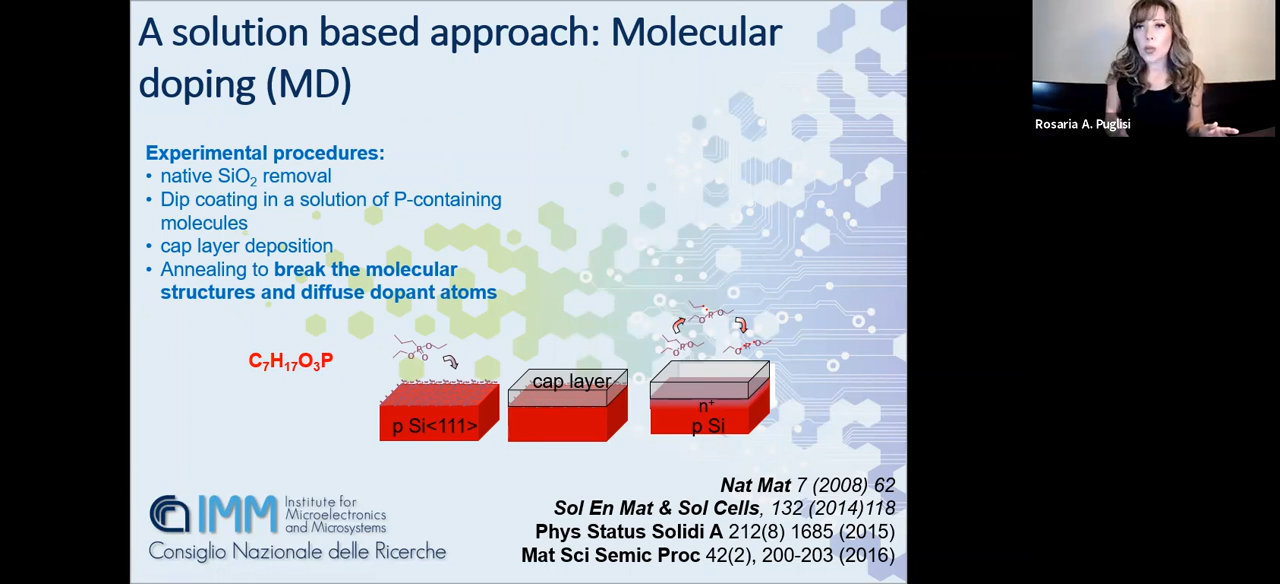 A solution based approach: Molecular
doping (MD)
Experimental procedures:
• native SiO₂ removal
• Dip coating in a solution of P-containing
molecules
• cap layer deposition
• Annealing to break the molecular
structures and diffuse dopant atoms
C₇H₁₇O₃P
p Si<111>
cap layer
n⁺
p Si
Nat Mat 7 (2008) 62
Sol En Mat & Sol Cells, 132 (2014)118
Phys Status Solidi A 212(8) 1685 (2015)
Mat Sci Semic Proc 42(2), 200-203 (2016)
IMM
Institute for
Microelectronics
and Microsystems
Consiglio Nazionale delle Ricerche
Rosaria A. Puglisi